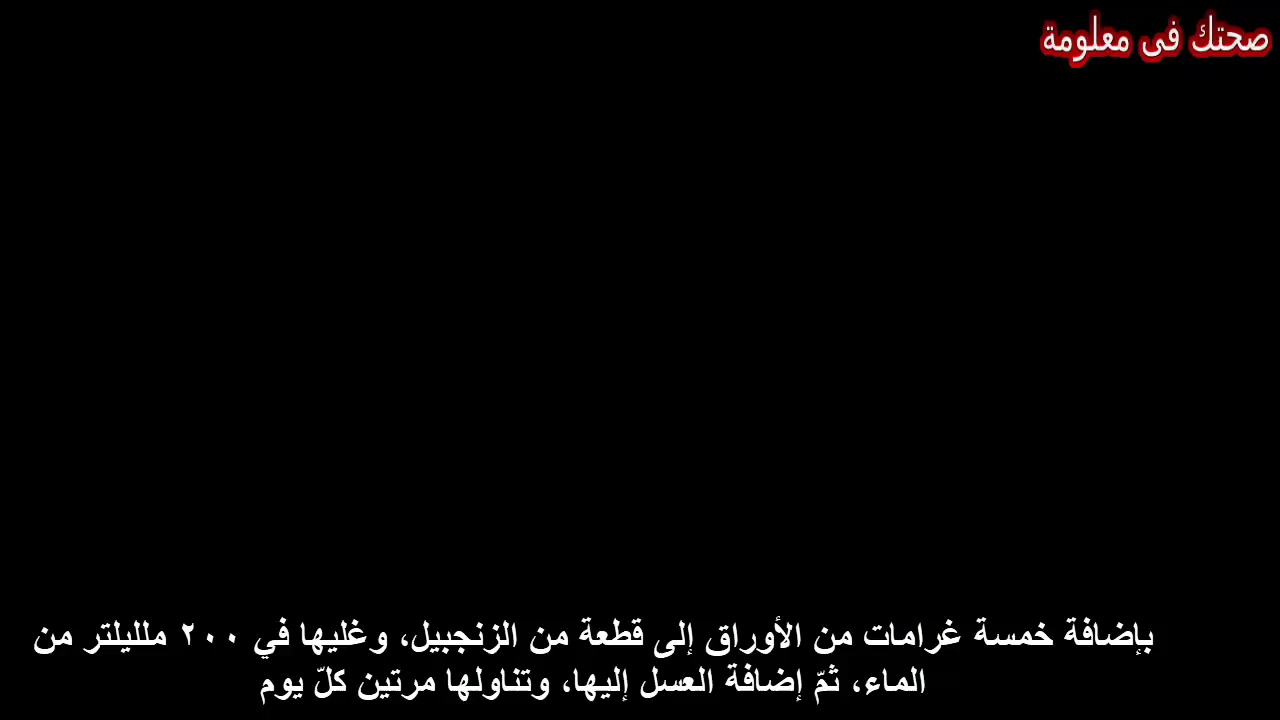 صحتك فى معلومة
بإضافة خمسة غرامات من الأوراق إلى قطعة من الزنجبيل، وغليها في ٢٠٠ ملليلتر من
الماء، ثمّ إضافة العسل إليها، وتناولها مرتين كلّ يوم